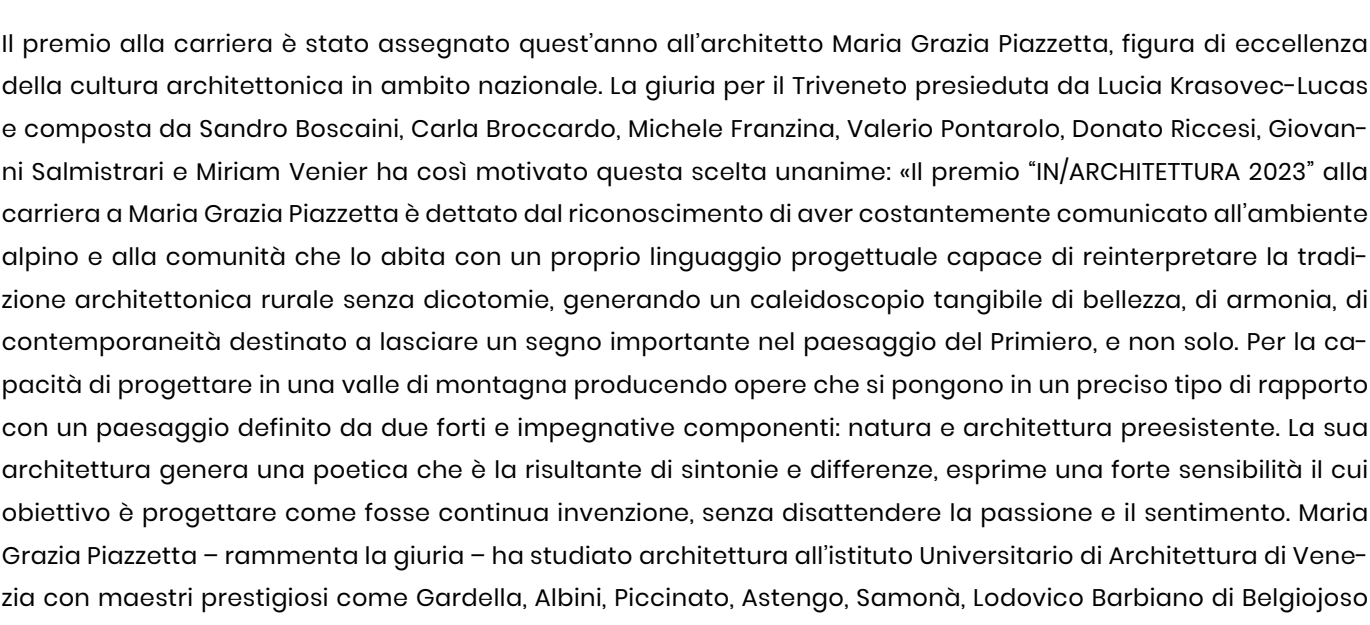 Il premio alla carriera è stato assegnato quest’anno all’architetto Maria Grazia Piazzetta, figura di eccellenza
della cultura architettonica in ambito nazionale. La giuria per il Triveneto presieduta da Lucia Krasovec-Lucas
e composta da Sandro Boscaini, Carla Broccardo, Michele Franzina, Valerio Pontarolo, Donato Riccesi, Giovan-
ni Salmistrari e Miriam Venier ha così motivato questa scelta unanime: «Il premio “IN/ARCHITETTURA 2023” alla
carriera a Maria Grazia Piazzetta è dettato dal riconoscimento di aver costantemente comunicato all’ambiente
alpino e alla comunità che lo abita con un proprio linguaggio progettuale capace di reinterpretare la tradi-
zione architettonica rurale senza dicotomie, generando un caleidoscopio tangibile di bellezza, di armonia, di
contemporaneità destinato a lasciare un segno importante nel paesaggio del Primiero, e non solo. Per la ca-
pacità di progettare in una valle di montagna producendo opere che si pongono in un preciso tipo di rapporto
con un paesaggio definito da due forti e impegnative componenti: natura e architettura preesistente. La sua
architettura genera una poetica che è la risultante di sintonie e differenze, esprime una forte sensibilità il cui
obiettivo è progettare come fosse continua invenzione, senza disattendere la passione e il sentimento. Maria
Grazia Piazzetta – rammenta la giuria – ha studiato architettura all’istituto Universitario di Architettura di Vene-
zia con maestri prestigiosi come Gardella, Albini, Piccinato, Astengo, Samonà, Lodovico Barbiano di Belgiojoso